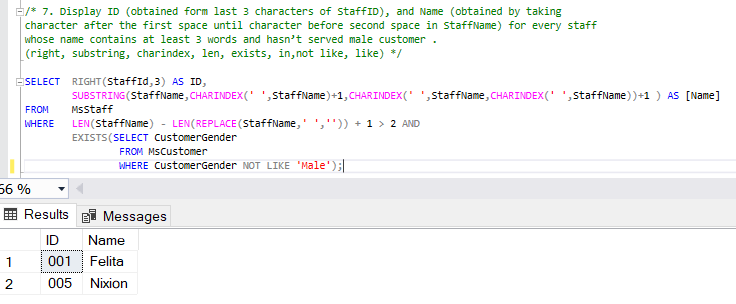 /* 7. Display ID (obtained form last 3 characters of StaffID), and Name (obtained by taking
character after the first space until character before second space in StaffName) for every staff
whose name contains at least 3 words and hasn't served male customer .
(right, substring, charindex, len, exists, in,not like, like) */
SELECT RIGHT(StaffId,3) AS ID,
SUBSTRING(StaffName,CHARINDEX(' ',StaffName)+1,CHARINDEX(' ',StaffName,CHARINDEX(' ',StaffName))+1 ) AS [Name]
FROM MsStaff
WHERE LEN(StaffName) - LEN(REPLACE(StaffName,' ','')) + 1 > 2 AND
EXISTS(SELECT CustomerGender
FROM MsCustomer
WHERE CustomerGender NOT LIKE 'Male');
66 %
Results Messages
ID Name
1 001 Felita
2 005 Nixion